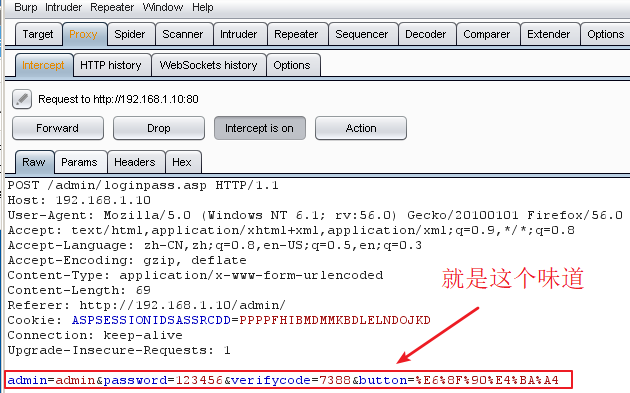 Burp Intruder Repeater Window Help
Target Proxy Spider Scanner Intruder Repeater Sequencer Decoder Comparer Extender Options
Intercept HTTP history WebSockets history Options
Request to http://192.168.1.10:80
Forward Drop Intercept is on Action
Raw Params Headers Hex
POST /admin/loginpass.asp HTTP/1.1
Host: 192.168.1.10
User-Agent: Mozilla/5.0 (Windows NT 6.1; rv:56.0) Gecko/20100101 Firefox/56.0
Accept: text/html,application/xhtml+xml,application/xml;q=0.9,*/*;q=0.8
Accept-Language: zh-CN,zh;q=0.8,en-US;q=0.5,en;q=0.3
Accept-Encoding: gzip, deflate
Content-Type: application/x-www-form-urlencoded
Content-Length: 69
Referer: http://192.168.1.10/admin/
Cookie: ASPSESSIONIDSASSRCDD=PPPPFHIBMDMMKBDLELNDOJKD
Connection: keep-alive
Upgrade-Insecure-Requests: 1
就是这个味道
admin=admin&password=123456&verifycode=7388&button=%E6%8F%90%E4%BA%A4